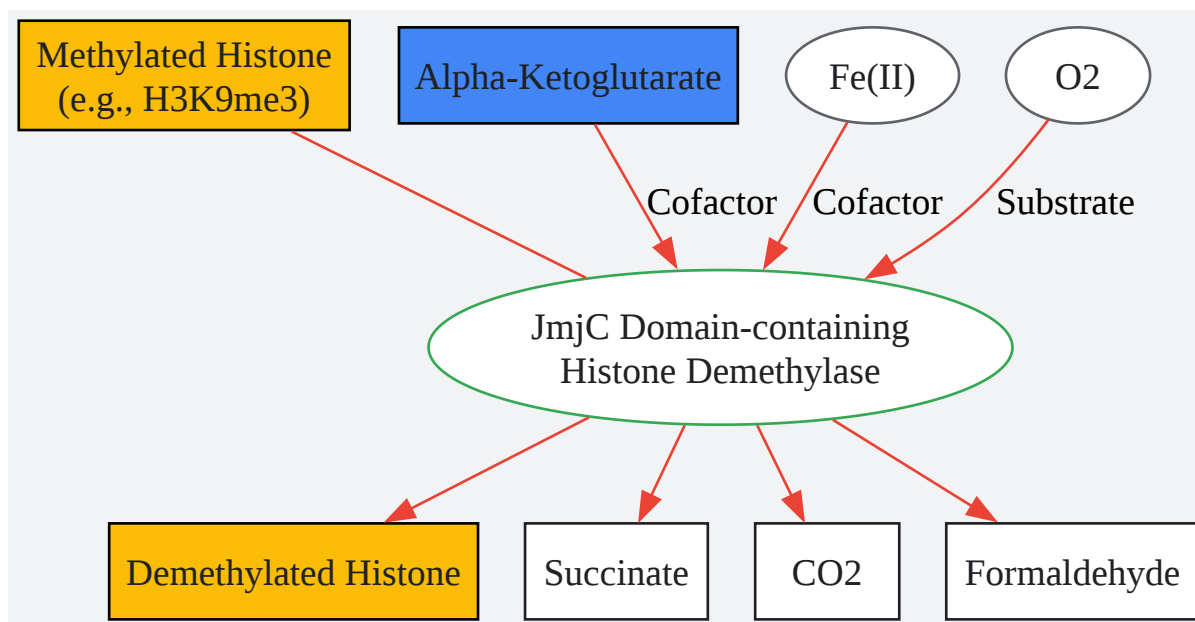 Methylated Histone
(e.g., H3K9me3)
Alpha-Ketoglutarate
Fe(II)
O2
Cofactor
Cofactor
Substrate
JmjC Domain-containing
Histone Demethylase
Demethylated Histone
Succinate
CO2
Formaldehyde